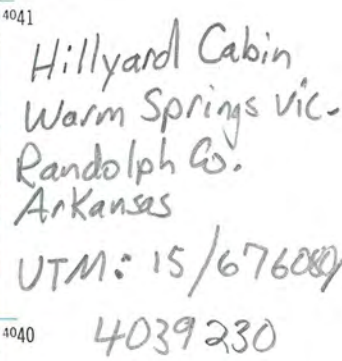 4041
Hillyard Cabin
Warm Springs vic.
Randolph Co.
Arkansas
UTM: 15/676080/
4040 4039230